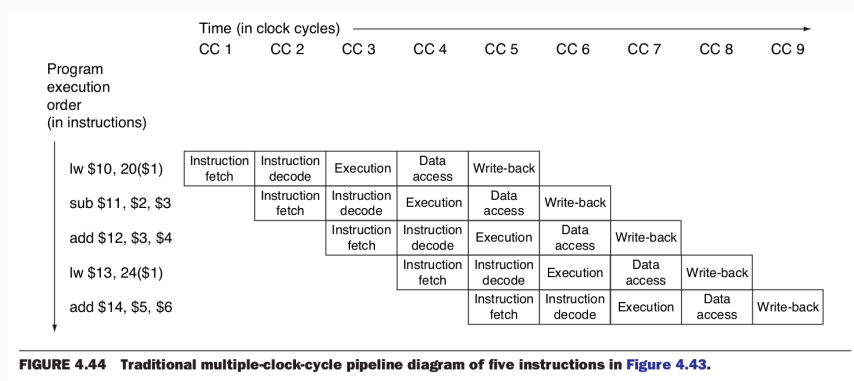 Time (in clock cycles)
CC 1 CC 2 CC 3 CC 4 CC 5 CC 6 CC 7 CC 8 CC 9
Program
execution
order
(in instructions)
lw $10, 20($1)
Instruction
fetch
Instruction
decode
Execution
Data
access
Write-back
sub $11, $2, $3
Instruction
fetch
Instruction
decode
Execution
Data
access
Write-back
add $12, $3, $4
Instruction
fetch
Instruction
decode
Execution
Data
access
Write-back
lw $13, 24($1)
Instruction
fetch
Instruction
decode
Execution
Data
access
Write-back
add $14, $5, $6
Instruction
fetch
Instruction
decode
Execution
Data
access
Write-back
FIGURE 4.44 Traditional multiple-clock-cycle pipeline diagram of five instructions in Figure 4.43.